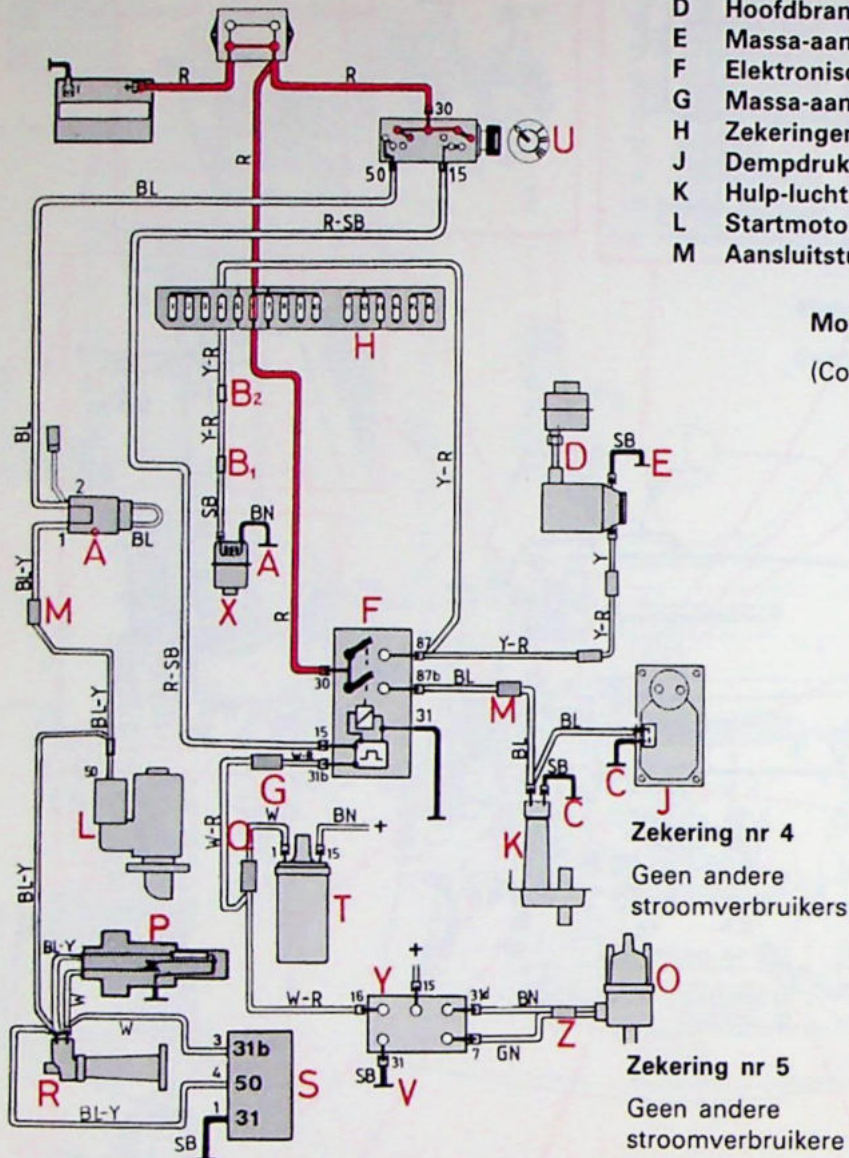 D Hoofdbran
E Massa-aan
F Elektronisc
G Massa-aan
H Zekeringen
J Dempdruk
K Hulp-lucht
L Startmoto
M Aansluitst
Mo
(Co
R
R
30
U
50
15
BL
R
R-SB
H
Y-R
B2
Y-R
B1
Y-R
D
SB
E
BL
2
1
A
BL
SB
BN
A
X
Y
Y-R
BL-Y
M
R
F
87
Y-R
30
87b
BL
M
R-SB
BL-Y
15
31
BL
BL
31b
W-R
G
SB
C
C
J
50
L
W-R
Q
W
BN
+
1
15
T
K
Zekering nr 4
Geen andere
stroomverbruikers
BL-Y
P
BL-Y
W
+
Y
15
W-R
16
31d
BN
O
Z
7
GN
31
SB
V
W
3
31b
R
4
50
S
BL-Y
1
31
SB
Zekering nr 5
Geen andere
stroomverbruikere